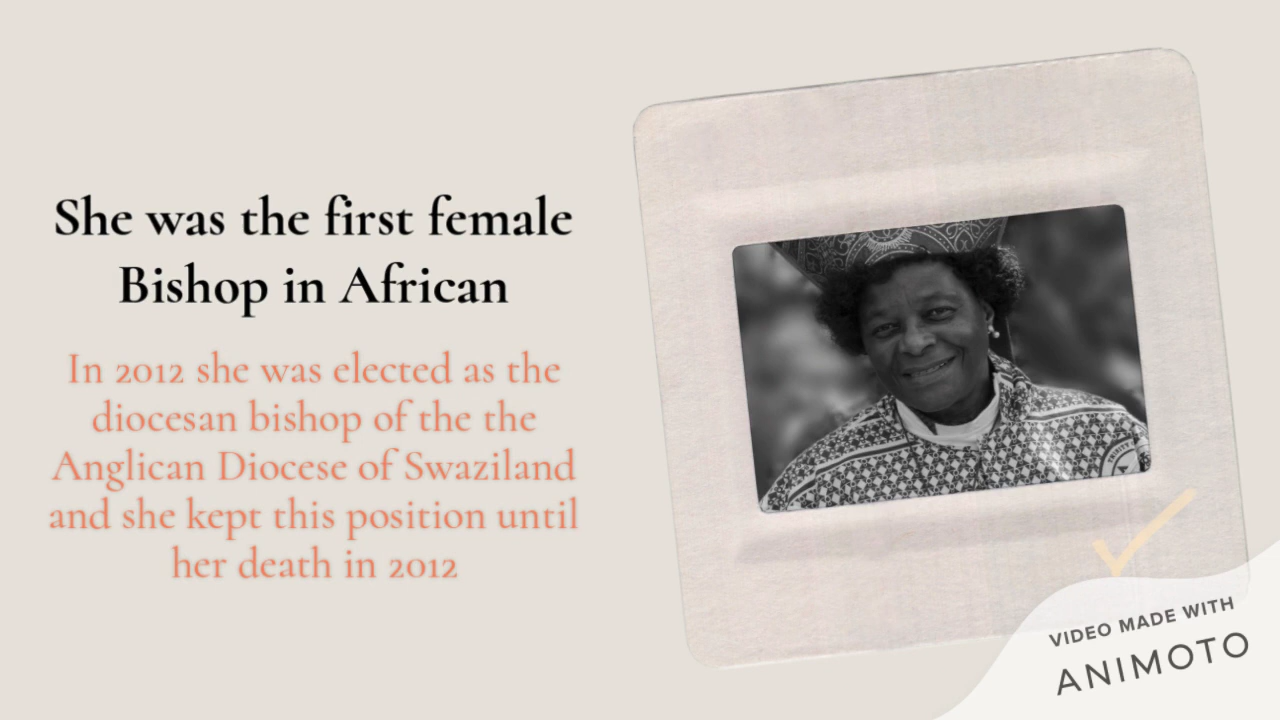 She was the first female
Bishop in African
In 2012 she was elected as the
diocesan bishop of the the
Anglican Diocese of Swaziland
and she kept this position until
her death in 2012
TRINITY
VIDEO MADE WITH
ANIMOTO